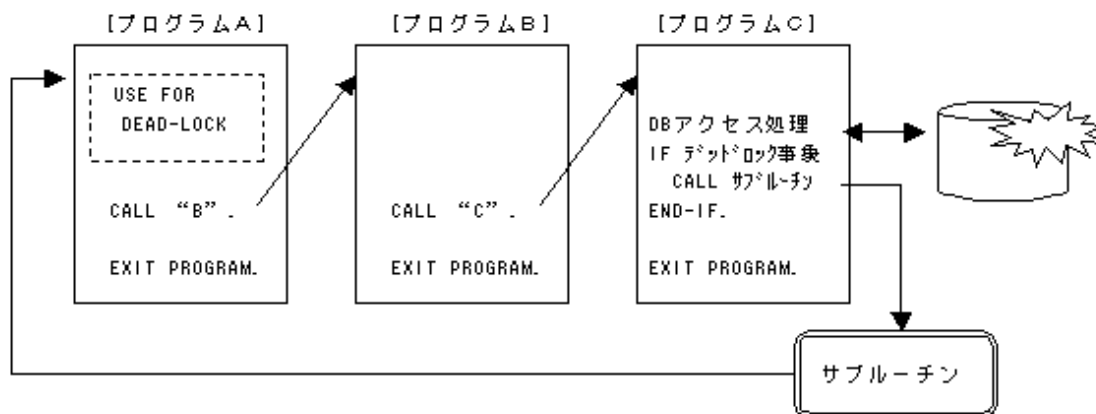 [プログラムA]
USE FOR
DEAD-LOCK
CALL “B”.
EXIT PROGRAM.
[プログラムB]
CALL “C”.
EXIT PROGRAM.
[プログラムC]
DBアクセス処理
IF デッドロック事象
CALL サブルーチン
END-IF.
EXIT PROGRAM.
サブルーチン